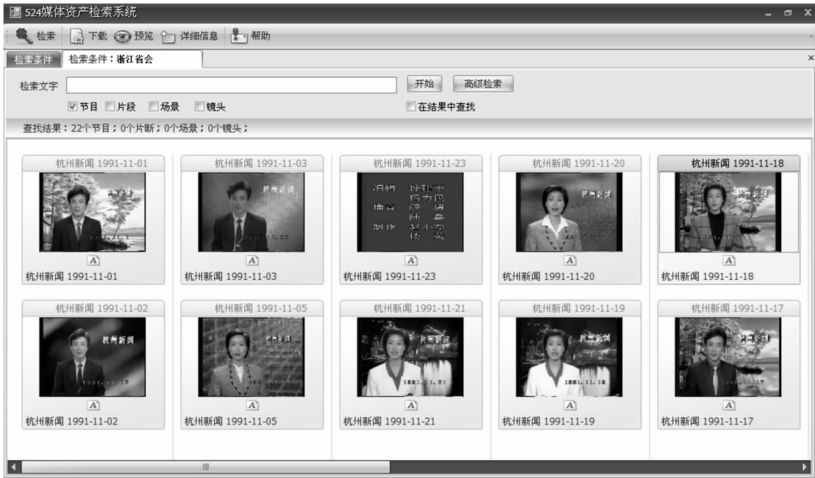 524媒体资产检索系统
检索 下载 预览 详细信息 帮助
检索条件 检索条件：浙江省会
检索文字 开始 高级检索
节目 片段 场景 镜头 在结果中查找
查找结果：22个节目；0个片断；0个场景；0个镜头；
杭州新闻 1991-11-01 杭州新闻 1991-11-03 杭州新闻 1991-11-23 杭州新闻 1991-11-20 杭州新闻 1991-11-18
A A A A A
杭州新闻 1991-11-01 杭州新闻 1991-11-03 杭州新闻 1991-11-23 杭州新闻 1991-11-20 杭州新闻 1991-11-18
杭州新闻 1991-11-02 杭州新闻 1991-11-05 杭州新闻 1991-11-21 杭州新闻 1991-11-19 杭州新闻 1991-11-17
杭州新闻
A A A A A
杭州新闻 1991-11-02 杭州新闻 1991-11-05 杭州新闻 1991-11-21 杭州新闻 1991-11-19 杭州新闻 1991-11-17